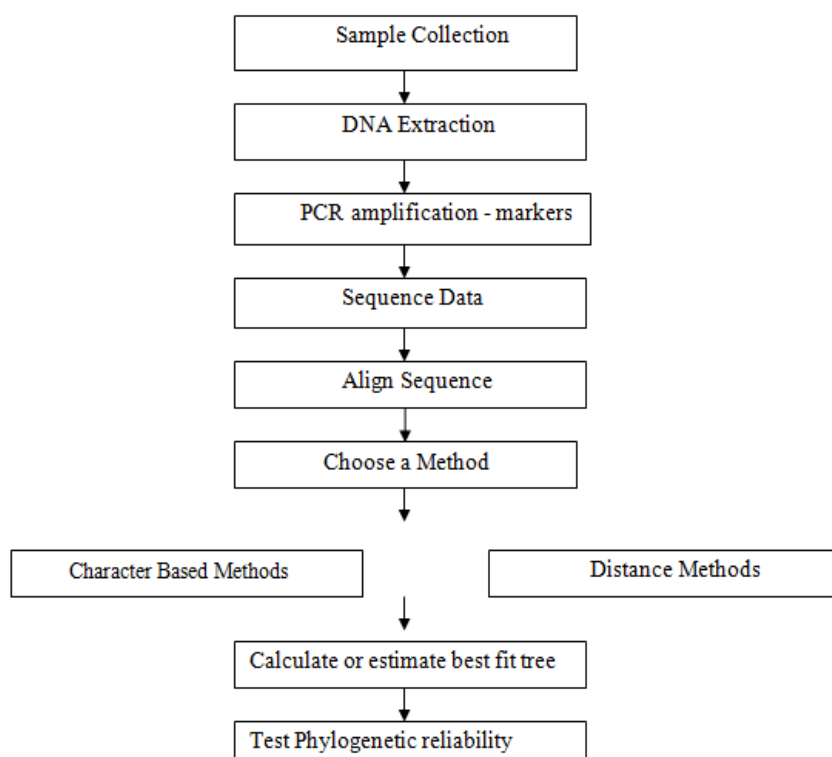 Sample Collection
DNA Extraction
PCR amplification - markers
Sequence Data
Align Sequence
Choose a Method
Character Based Methods
Distance Methods
Calculate or estimate best fit tree
Test Phylogenetic reliability